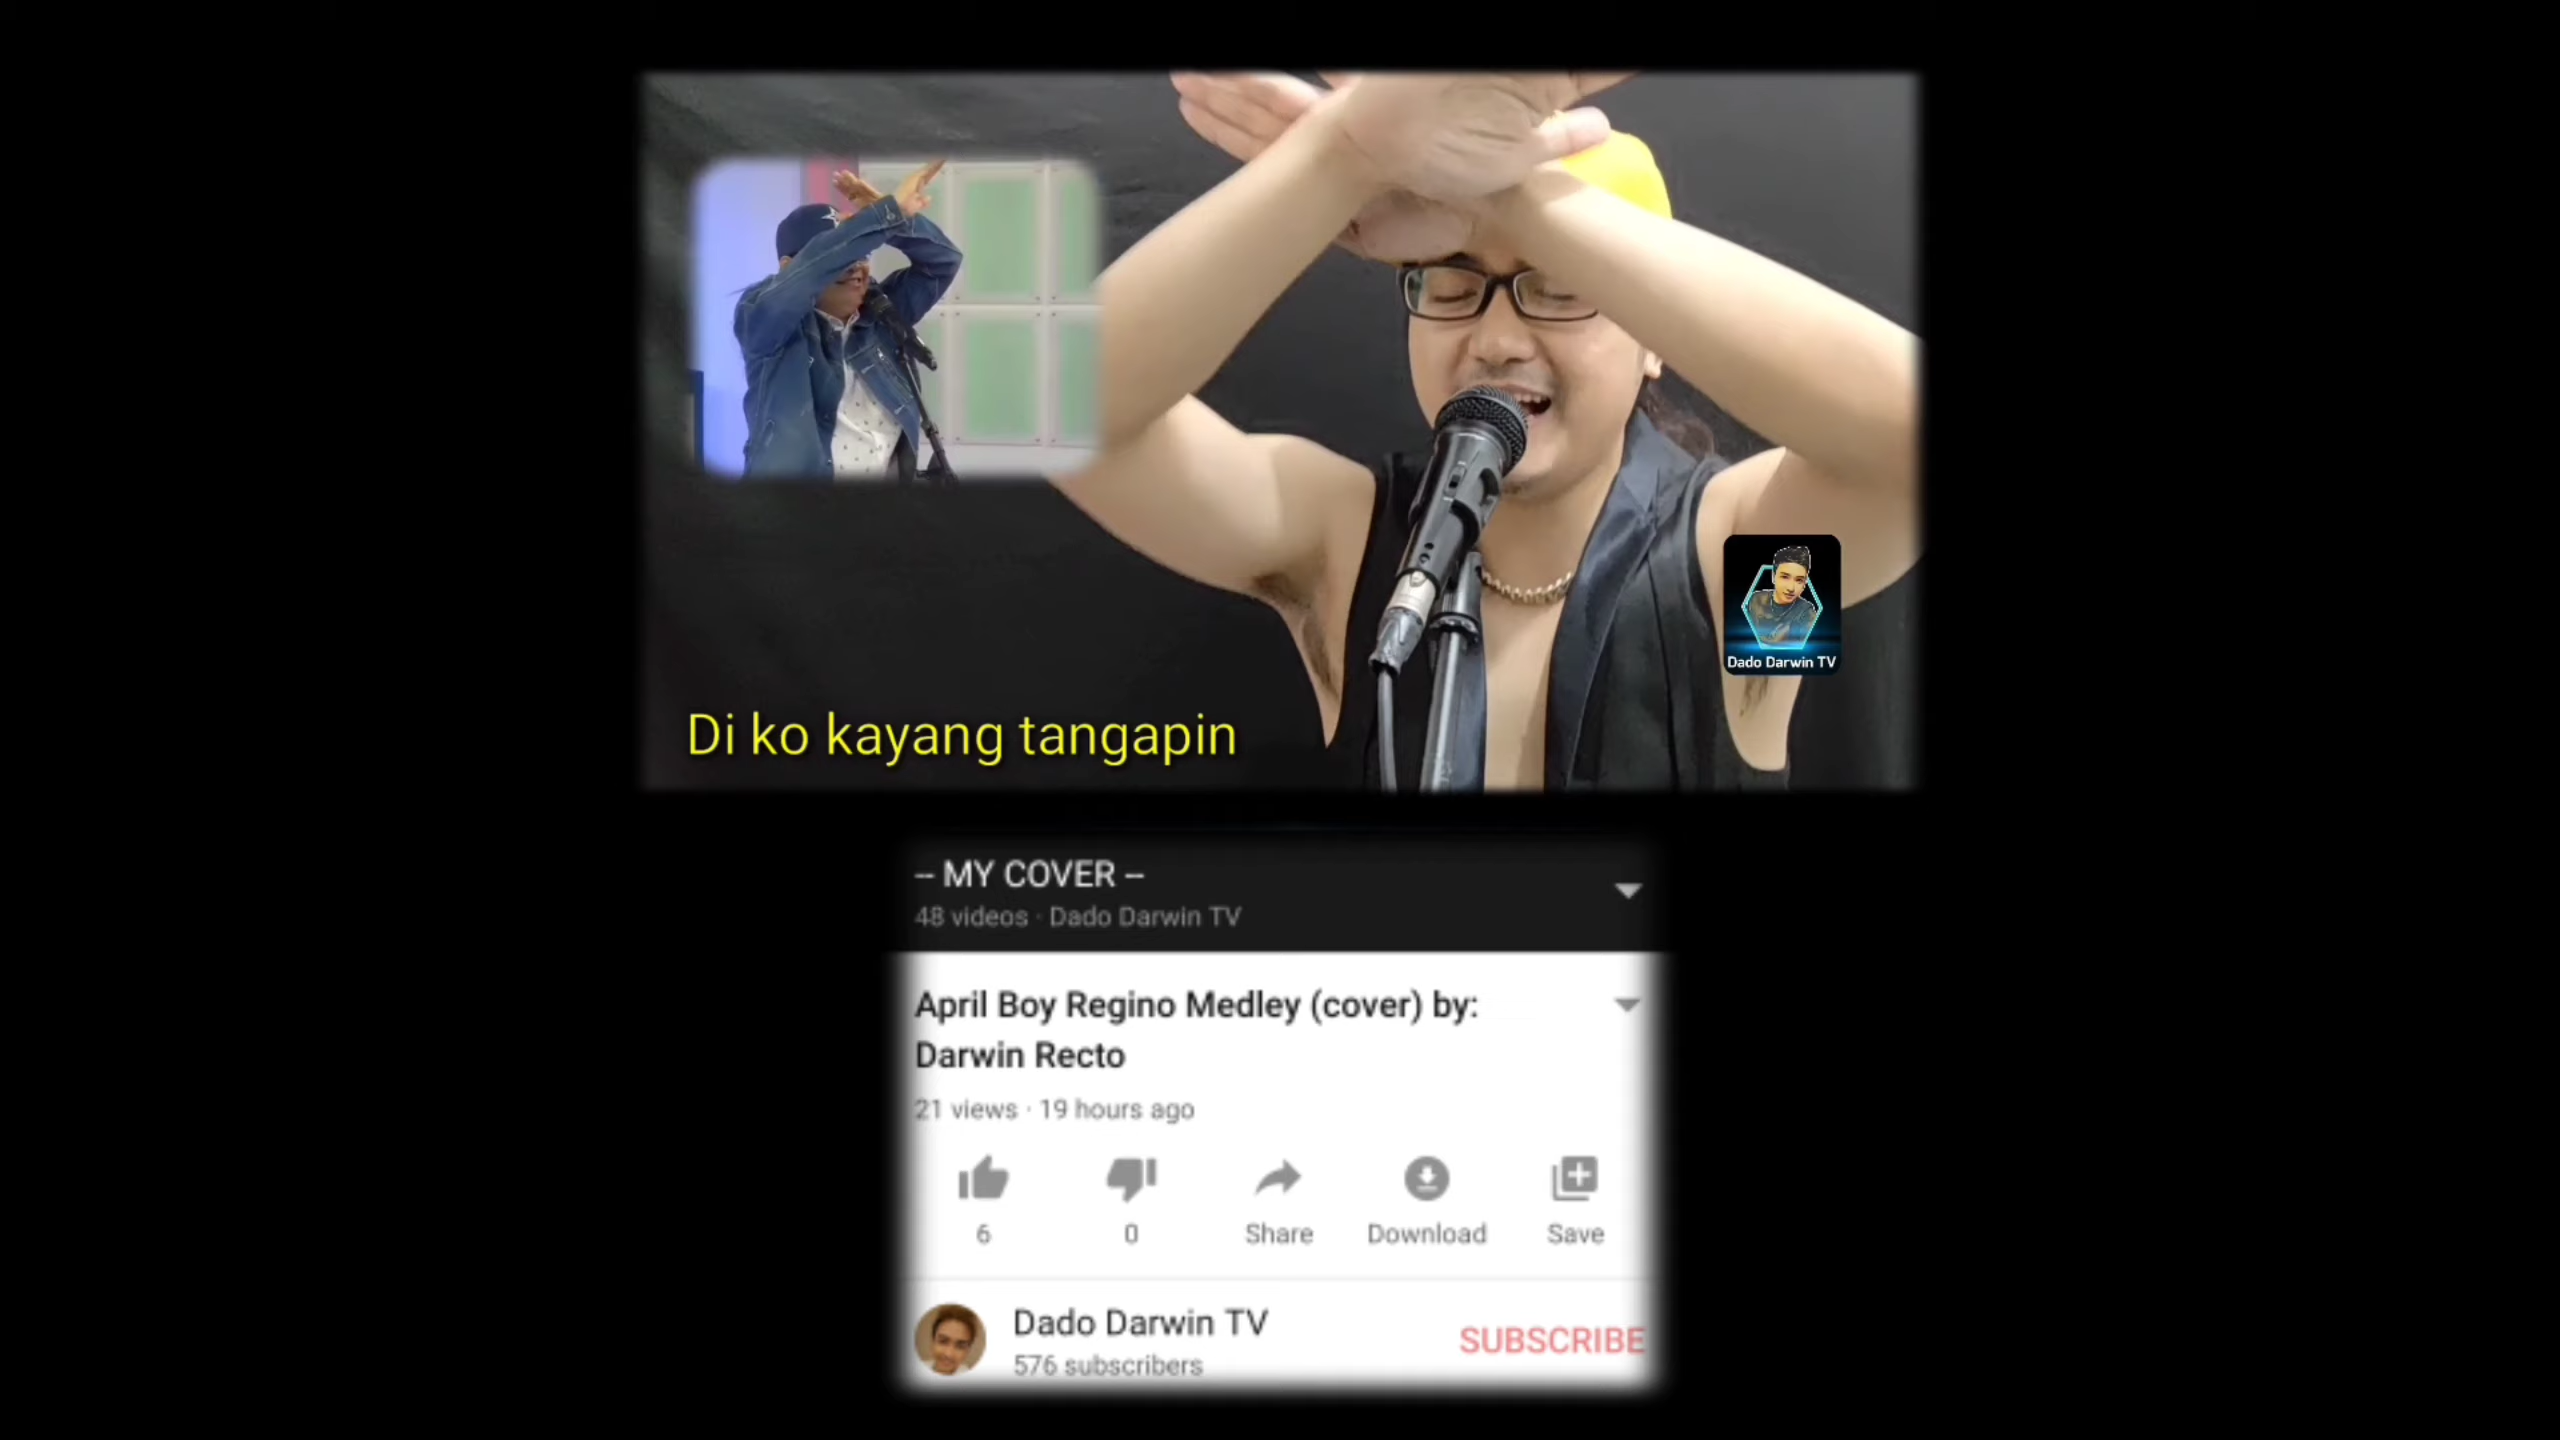 Dado Darwin TV
Di ko kayang tangapin
-- MY COVER --
48 videos · Dado Darwin TV
April Boy Regino Medley (cover) by:
Darwin Recto
21 views · 19 hours ago
6
0
Share
Download
Save
Dado Darwin TV
SUBSCRIBE
576 subscribers